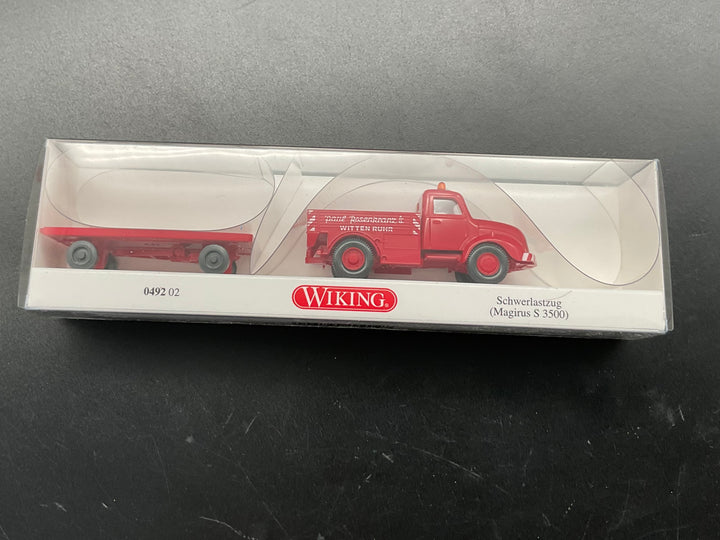 Paul Rosenkranz
WITTEN RUHR
0492 02
WIKING
Schwerlastzug
(Magirus S 3500)